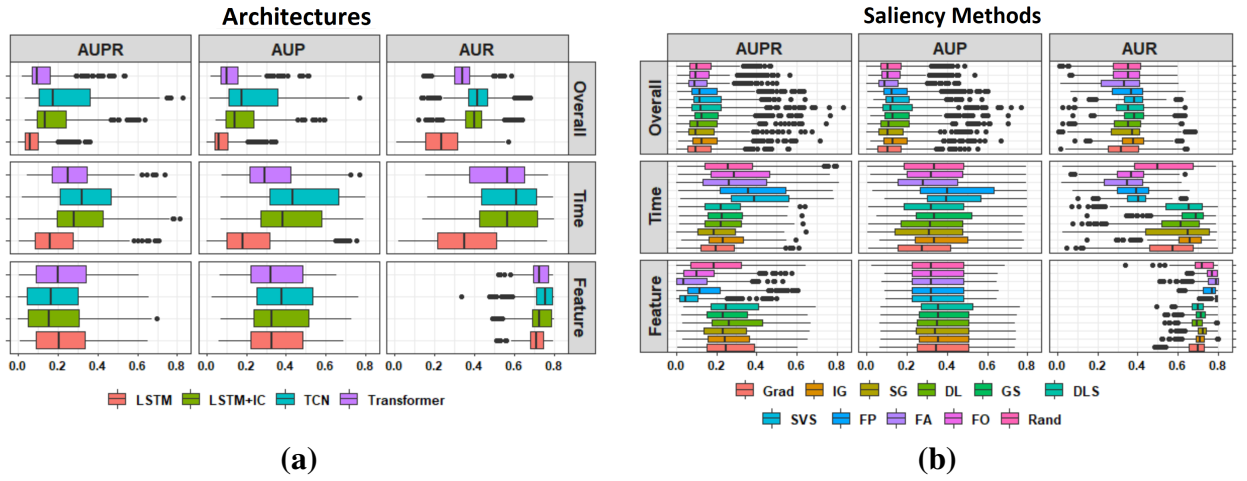 Architectures
AUPR AUP AUR
Overall
Time
Feature
0.0 0.2 0.4 0.6 0.8 0.0 0.2 0.4 0.6 0.8 0.0 0.2 0.4 0.6 0.8
LSTM LSTM+IC TCN Transformer
(a)
Saliency Methods
AUPR AUP AUR
Overall
Time
Feature
0.0 0.2 0.4 0.6 0.8 0.0 0.2 0.4 0.6 0.8 0.0 0.2 0.4 0.6 0.8
Grad IG SG DL GS DLS
SVS FP FA FO Rand
(b)